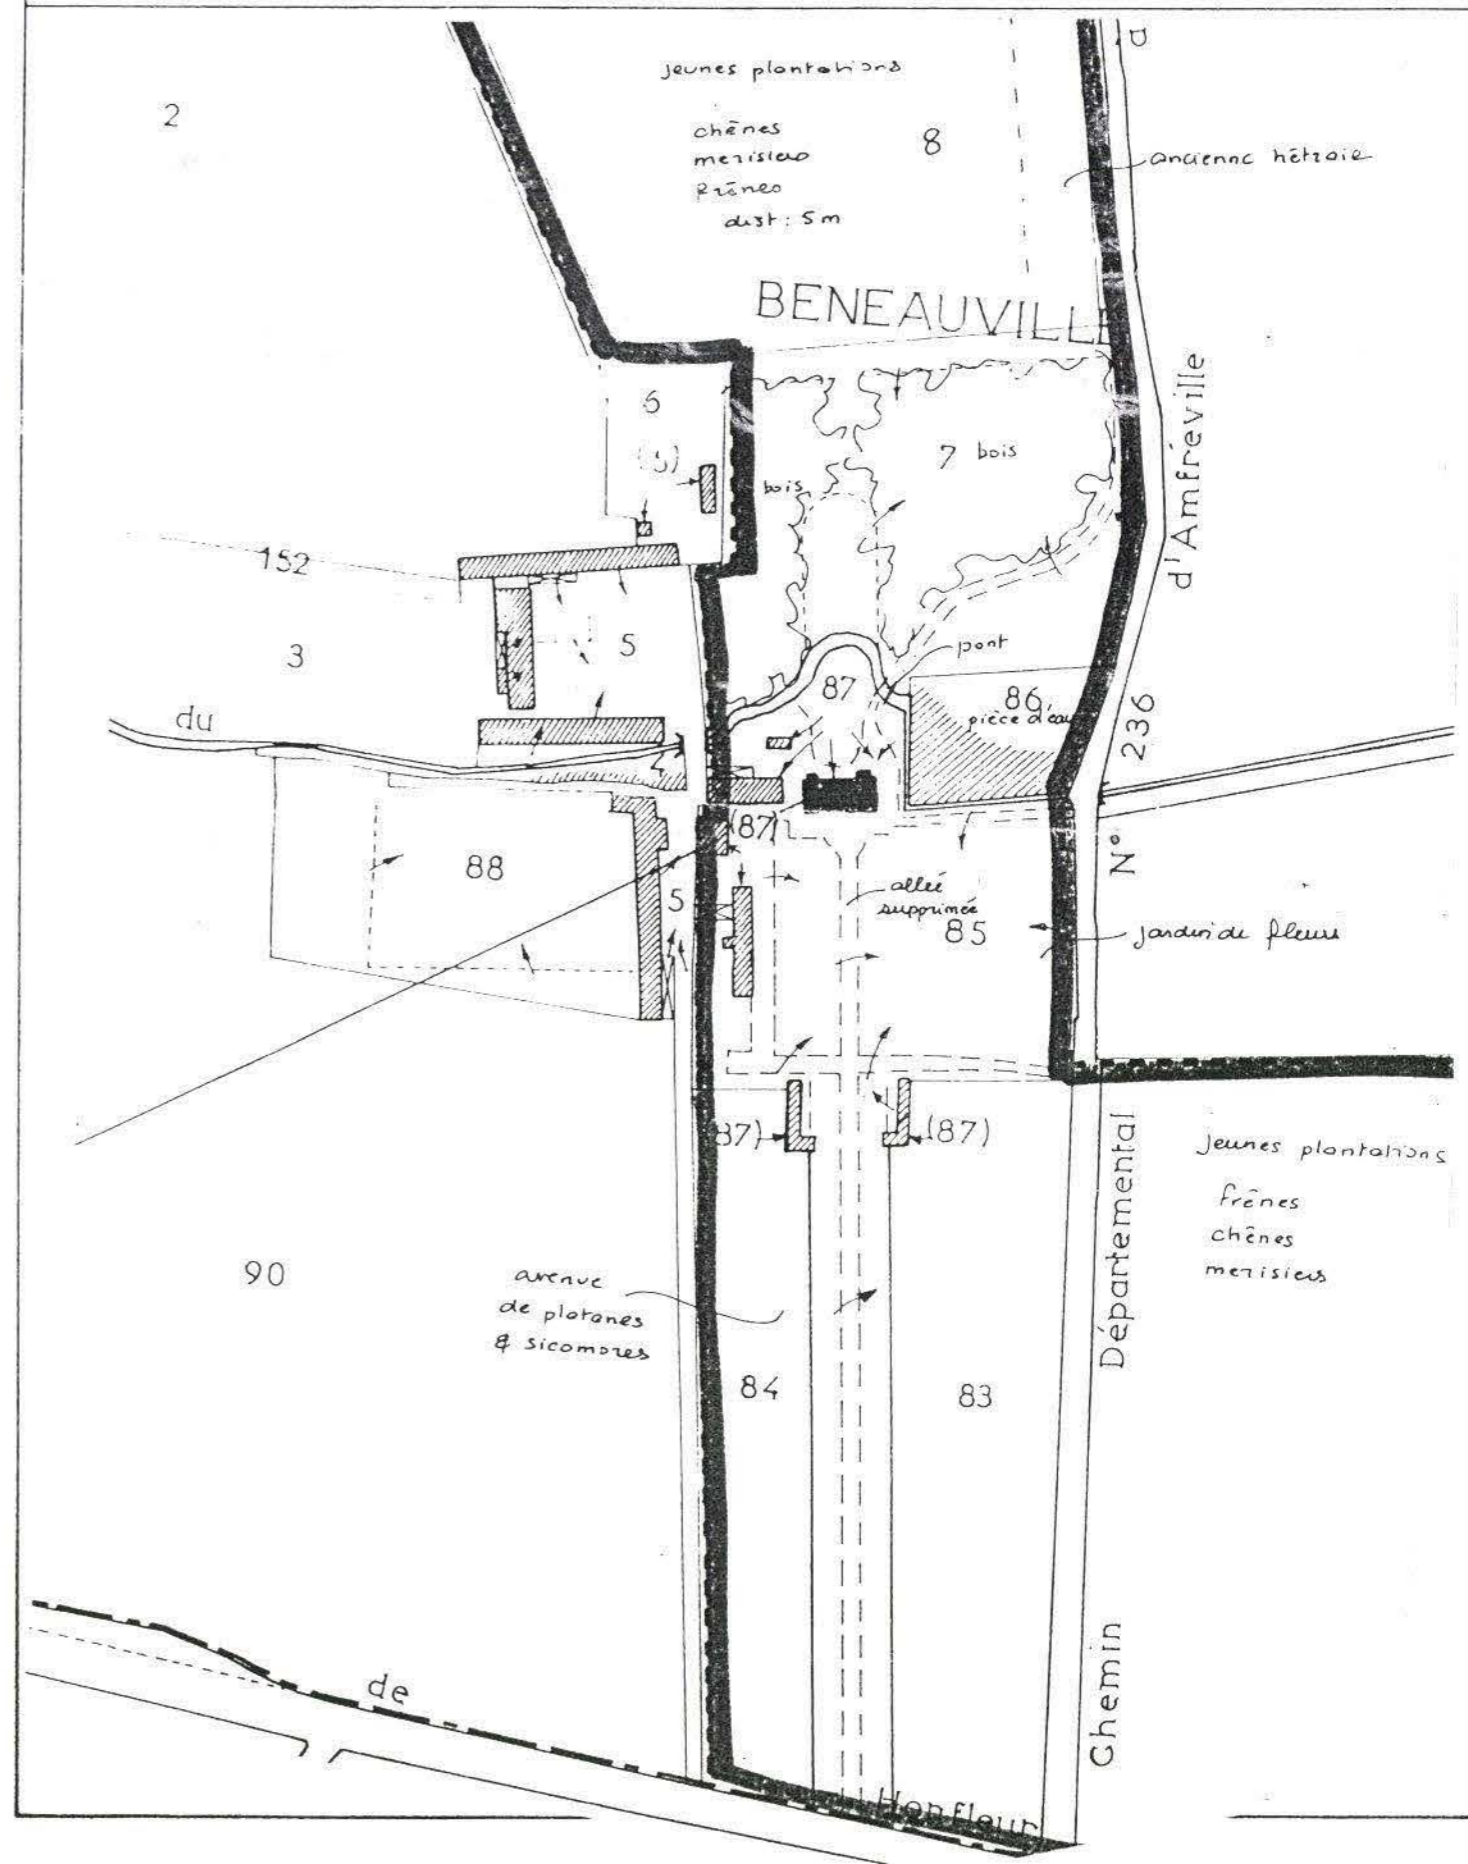 jeunes plantations
chênes
merisiers
frênes
dist : 5 m
2
8
ancienne hêtraie
BENEAUVILLE
d'Amfréville
6
7 bois
bois
152
3
5
du
87
pont
86
pièce d'eau
236
N°
(87)
88
5
allée
supprimée
85
jardin de fleurs
87)
(87)
jeunes plantations
frênes
chênes
merisiers
Départemental
90
avenue
de platanes
& sicomores
84
83
Chemin
de
Honfleur